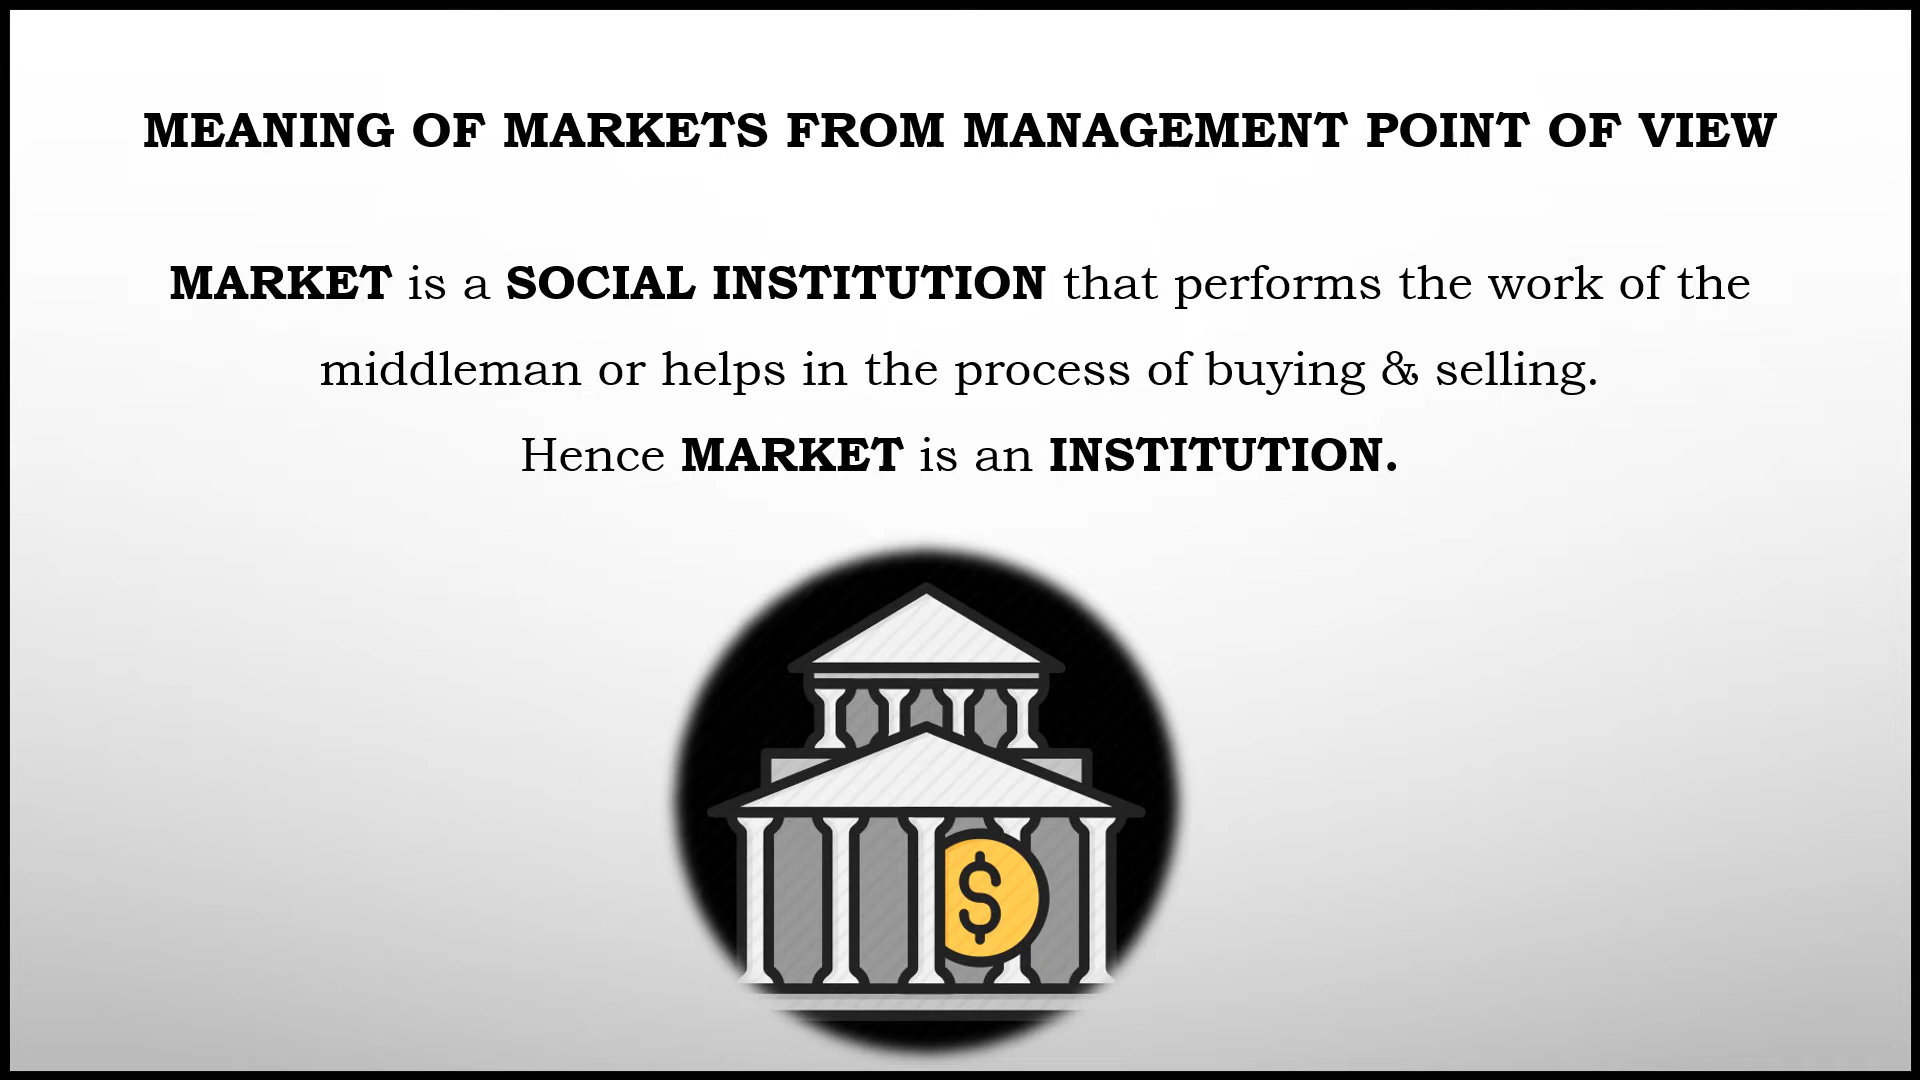 MEANING OF MARKETS FROM MANAGEMENT POINT OF VIEW
MARKET is a SOCIAL INSTITUTION that performs the work of the
middleman or helps in the process of buying & selling.
Hence MARKET is an INSTITUTION.
$